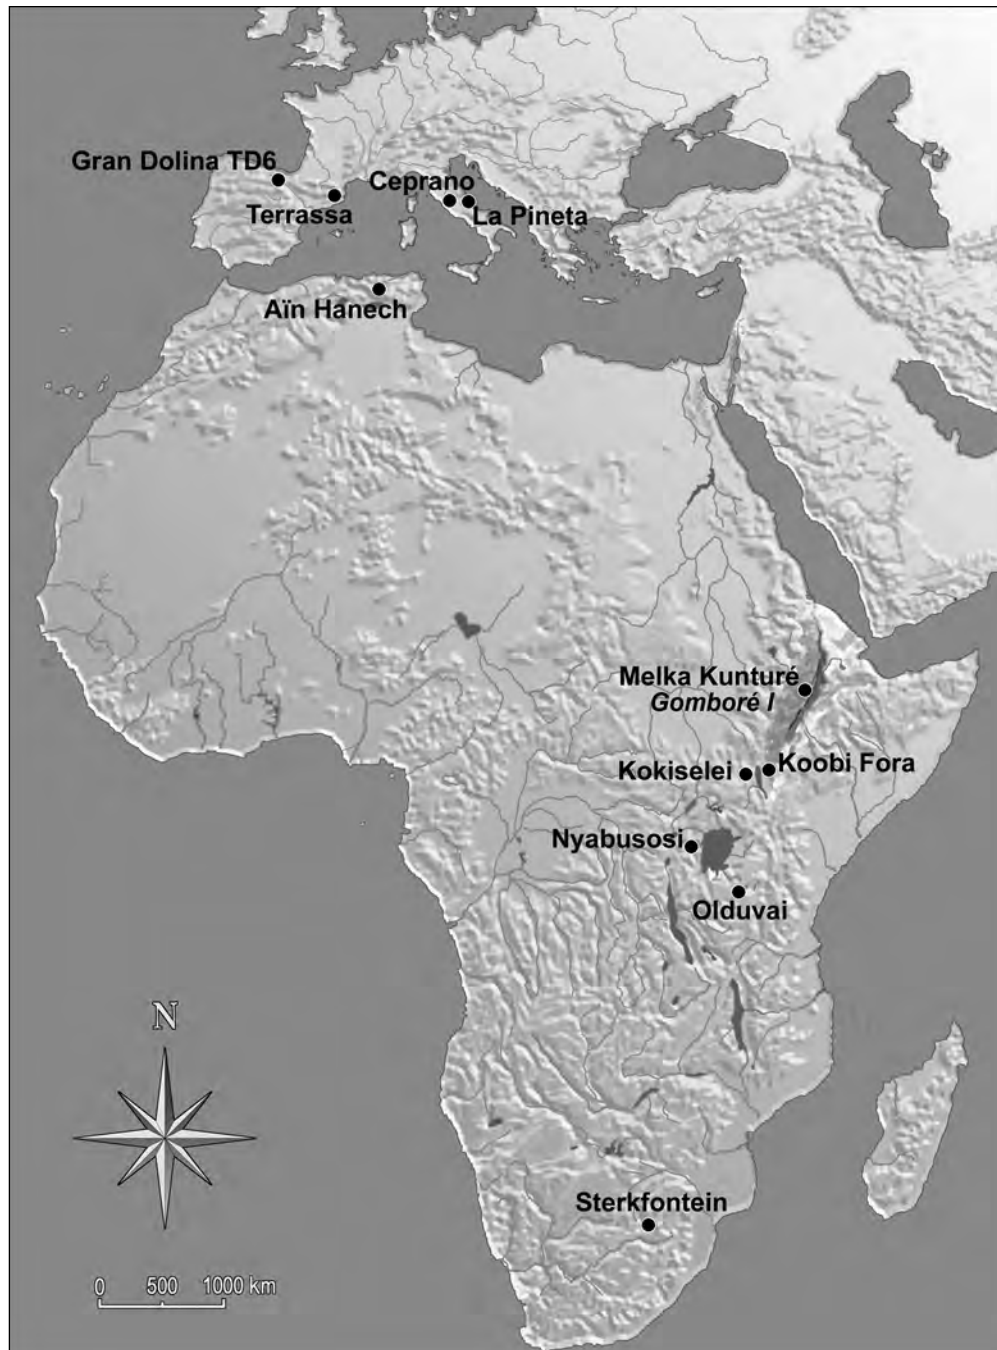 Gran Dolina TD6
Ceprano
Terrassa
La Pineta
Aïn Hanech
Melka Kunturé
Gomboré I
Kokiselei
Koobi Fora
Nyabusosi
Olduvai
N
Sterkfontein
0 500 1000 km